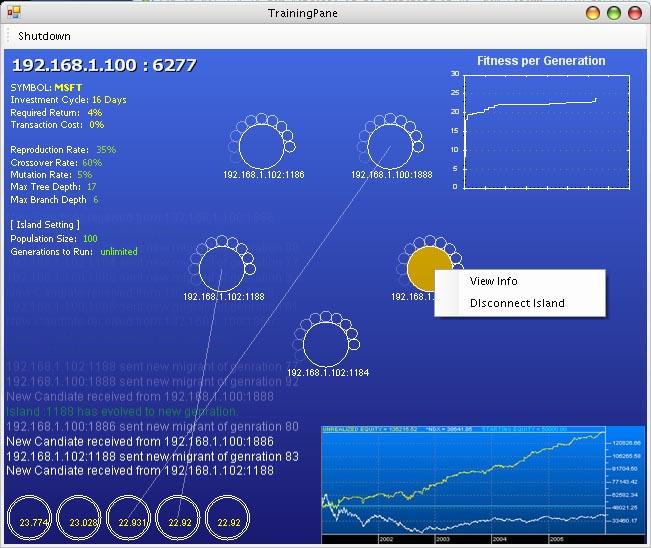 TrainingPane
Shutdown
192.168.1.100 : 6277
SYMBOL: MSFT
Investment Cycle: 16 Days
Required Return: 4%
Transaction Cost: 0%
Reproduction Rate: 35%
Crossover Rate: 60%
Mutation Rate: 5%
Max Tree Depth: 17
Max Branch Depth 6
[ Island Setting ]
Population Size: 100
Generations to Run: unlimited
Fitness per Generation
30
25
20
15
10
5
0
192.168.1.102:1186
192.168.1.100:1888
192.168.1.102:1188
192.168.1.
View Info
DIsconnect Island
192.168.1.102:1184
192.168.1.102:1188 sent new migrant of genration 77
192.168.1.100:1888 sent new migrant of genration 92
New Candiate received from 192.168.1.100:1888
Island :1188 has evolved to new genration.
192.168.1.100:1886 sent new migrant of genration 80
New Candiate received from 192.168.1.100:1886
192.168.1.102:1188 sent new migrant of genration 83
New Candiate received from 192.168.1.102:1188
23.774 23.028 22.931 22.92 22.92
UNREALIZED EQUITY = 136215.62 ^NDX = 38641.85 STARTING EQUITY = 50000.00
120826.66
106265.59
91704.50
77143.42
62582.34
48021.25
33460.17
2002 2003 2004 2005